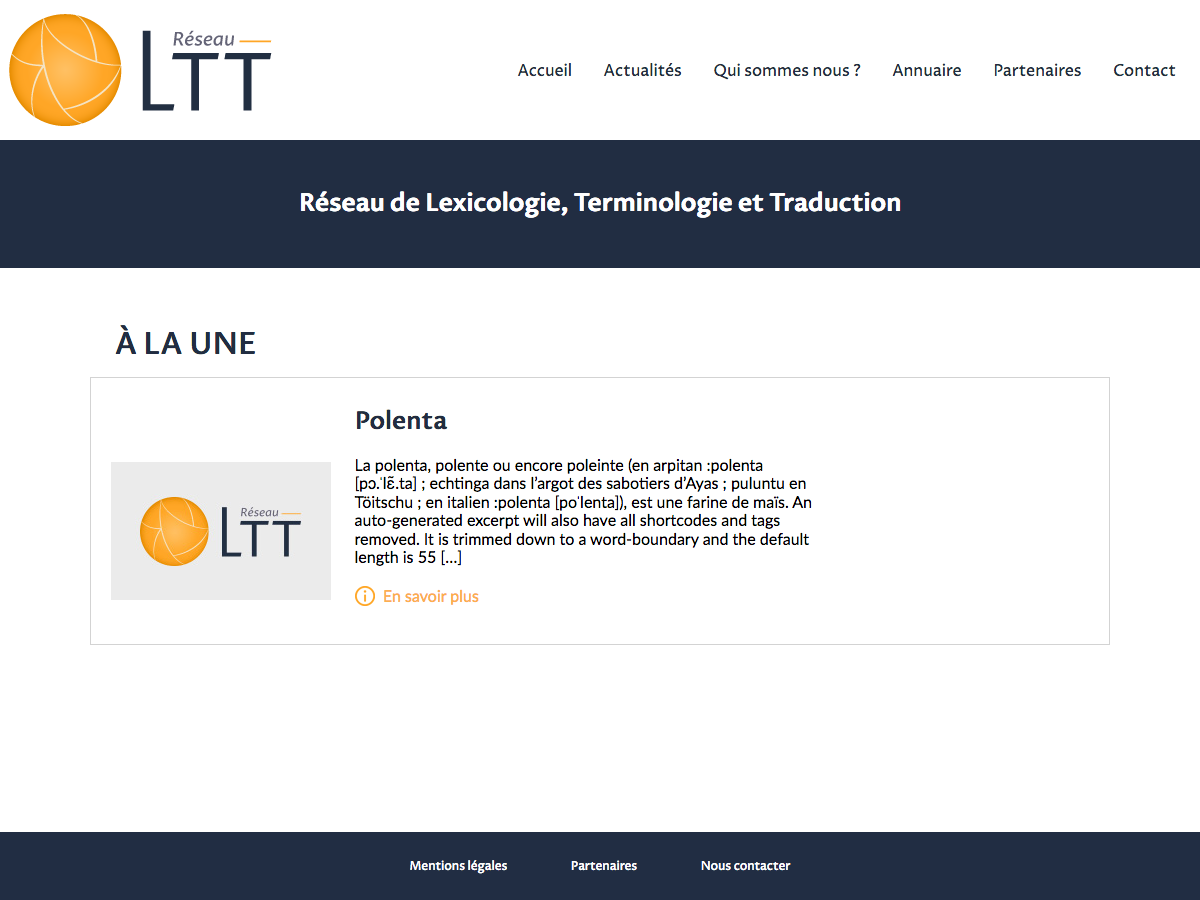 Réseau
LTT
Accueil
Actualités
Qui sommes nous ?
Annuaire
Partenaires
Contact
Réseau de Lexicologie, Terminologie et Traduction
À LA UNE
Polenta
La polenta, polente ou encore poleinte (en arpitan :polenta
[pɔ.ˈlɛ̃.ta] ; echtinga dans l’argot des sabotiers d’Ayas ; puluntu en
Töitschu ; en italien :polenta [poˈlenta]), est une farine de maïs. An
auto-generated excerpt will also have all shortcodes and tags
removed. It is trimmed down to a word-boundary and the default
length is 55 [...]
Réseau
LTT
En savoir plus
Mentions légales
Partenaires
Nous contacter